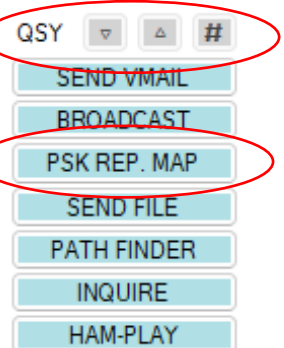 QSY ▿ ▵ #
SEND VMAIL
BROADCAST
PSK REP. MAP
SEND FILE
PATH FINDER
INQUIRE
HAM-PLAY